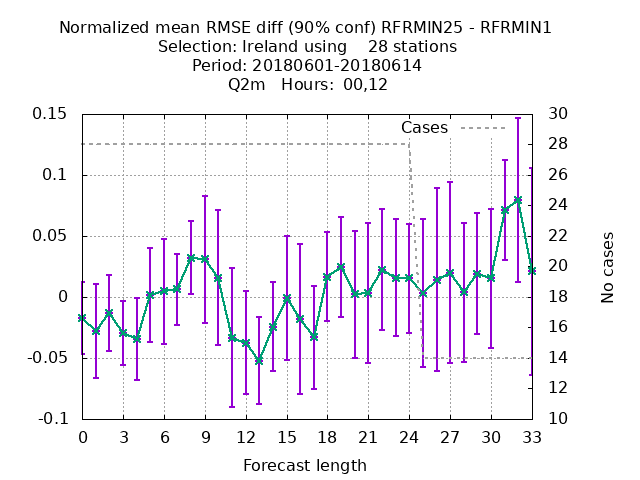 Normalized mean RMSE diff (90% conf) RFRMIN25 - RFRMIN1
Selection: Ireland using    28 stations
Period: 20180601-20180614
Q2m   Hours:  00,12
Cases
0.15
0.1
0.05
0
-0.05
-0.1
30
28
26
24
22
20
18
16
14
12
10
No cases
0 3 6 9 12 15 18 21 24 27 30 33
Forecast length